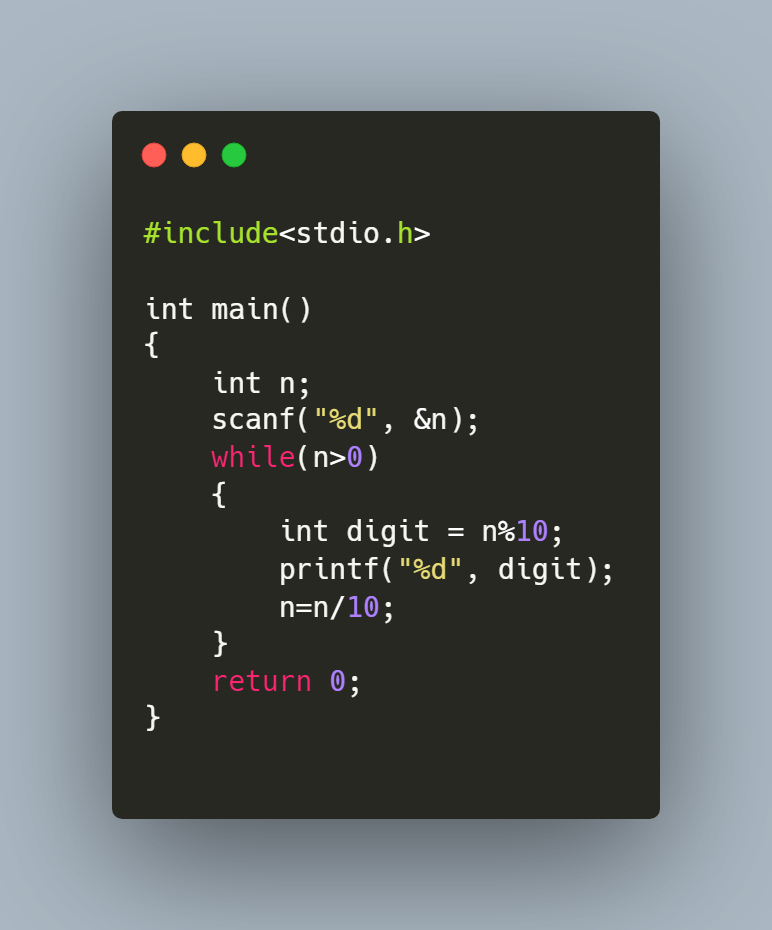 #include<stdio.h>

int main()
{
    int n;
    scanf("%d", &n);
    while(n>0)
    {
        int digit = n%10;
        printf("%d", digit);
        n=n/10;
    }
    return 0;
}